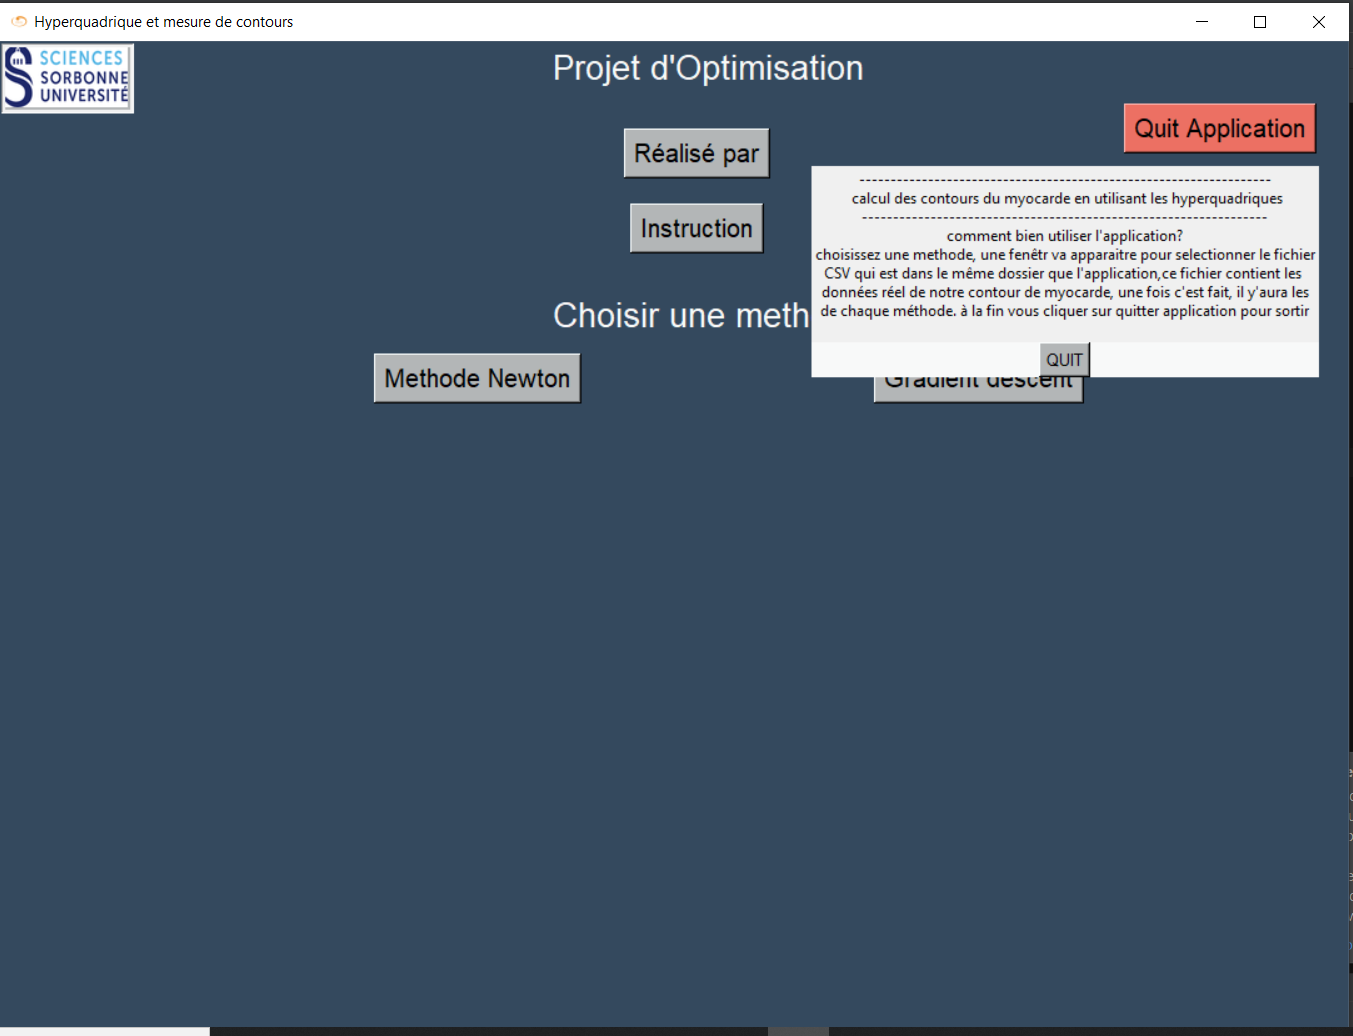 Hyperquadrique et mesure de contours
SCIENCES
SORBONNE
UNIVERSITÉ
Projet d'Optimisation
Quit Application
Réalisé par
Instruction
-------------------------------------------------------------------
calcul des contours du myocarde en utilisant les hyperquadriques
------------------------------------------------------------------
comment bien utiliser l'application?
choisissez une methode, une fenêtr va apparaitre pour selectionner le fichier
CSV qui est dans le même dossier que l'application,ce fichier contient les
données réel de notre contour de myocarde, une fois c'est fait, il y'aura les
de chaque méthode. à la fin vous cliquer sur quitter application pour sortir
QUIT
Choisir une meth
Methode Newton
Gradient descent